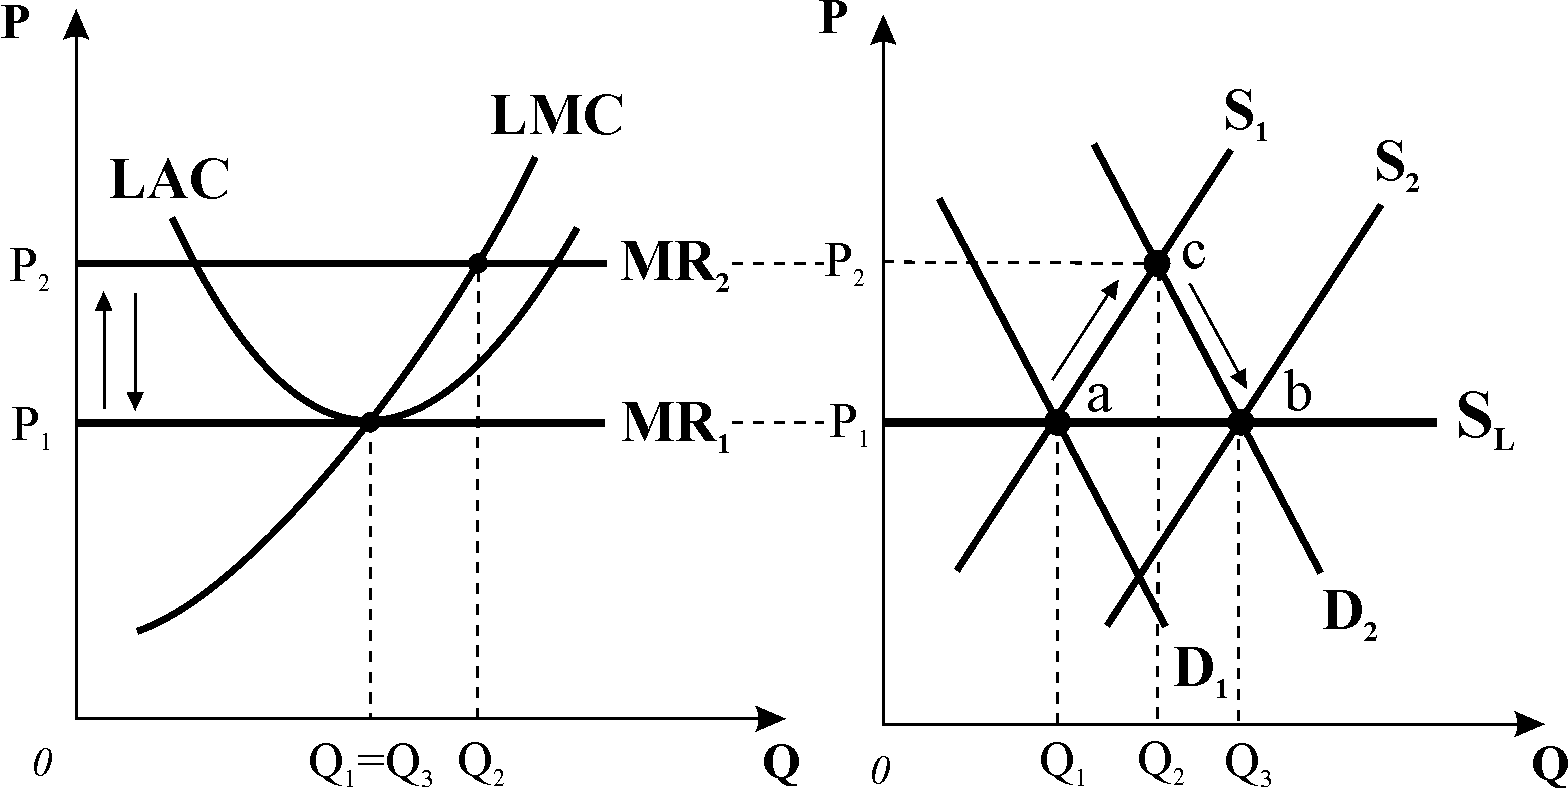 P
LMC
LAC
P₂
MR₂
P₁
MR₁
0
Q₁=Q₃
Q₂
Q
P
S₁
S₂
P₂
c
a
b
P₁
S_L
D₂
D₁
0
Q₁
Q₂
Q₃
Q